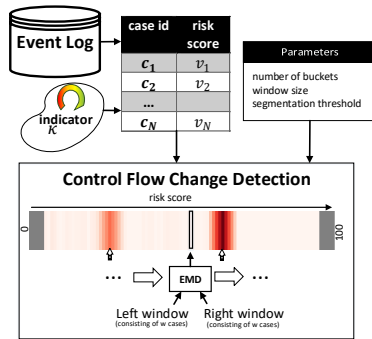 Event Log
case id
risk
score
c1
v1
c2
v2
...
cN
vN
indicator
κ
Parameters
number of buckets
window size
segmentation threshold
Control Flow Change Detection
risk score
0
100
...
EMD
...
Left window
(consisting of w cases)
Right window
(consisting of w cases)